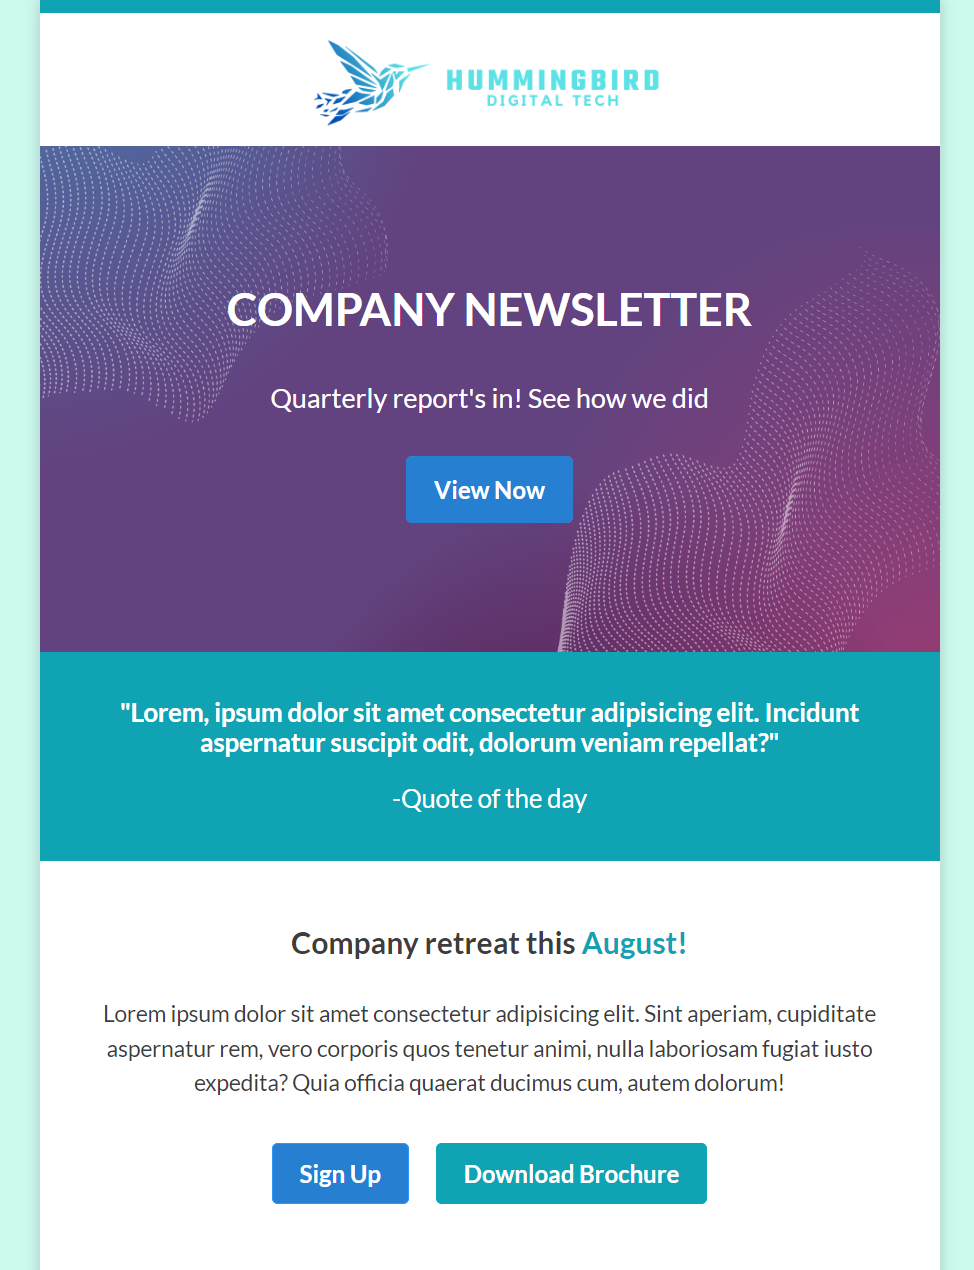 HUMMINGBIRD
DIGITAL TECH
COMPANY NEWSLETTER
Quarterly report's in! See how we did
View Now
"Lorem, ipsum dolor sit amet consectetur adipisicing elit. Incidunt
aspernatur suscipit odit, dolorum veniam repellat?"
-Quote of the day
Company retreat this August!
Lorem ipsum dolor sit amet consectetur adipisicing elit. Sint aperiam, cupiditate
aspernatur rem, vero corporis quos tenetur animi, nulla laboriosam fugiat iusto
expedita? Quia officia quaerat ducimus cum, autem dolorum!
Sign Up
Download Brochure